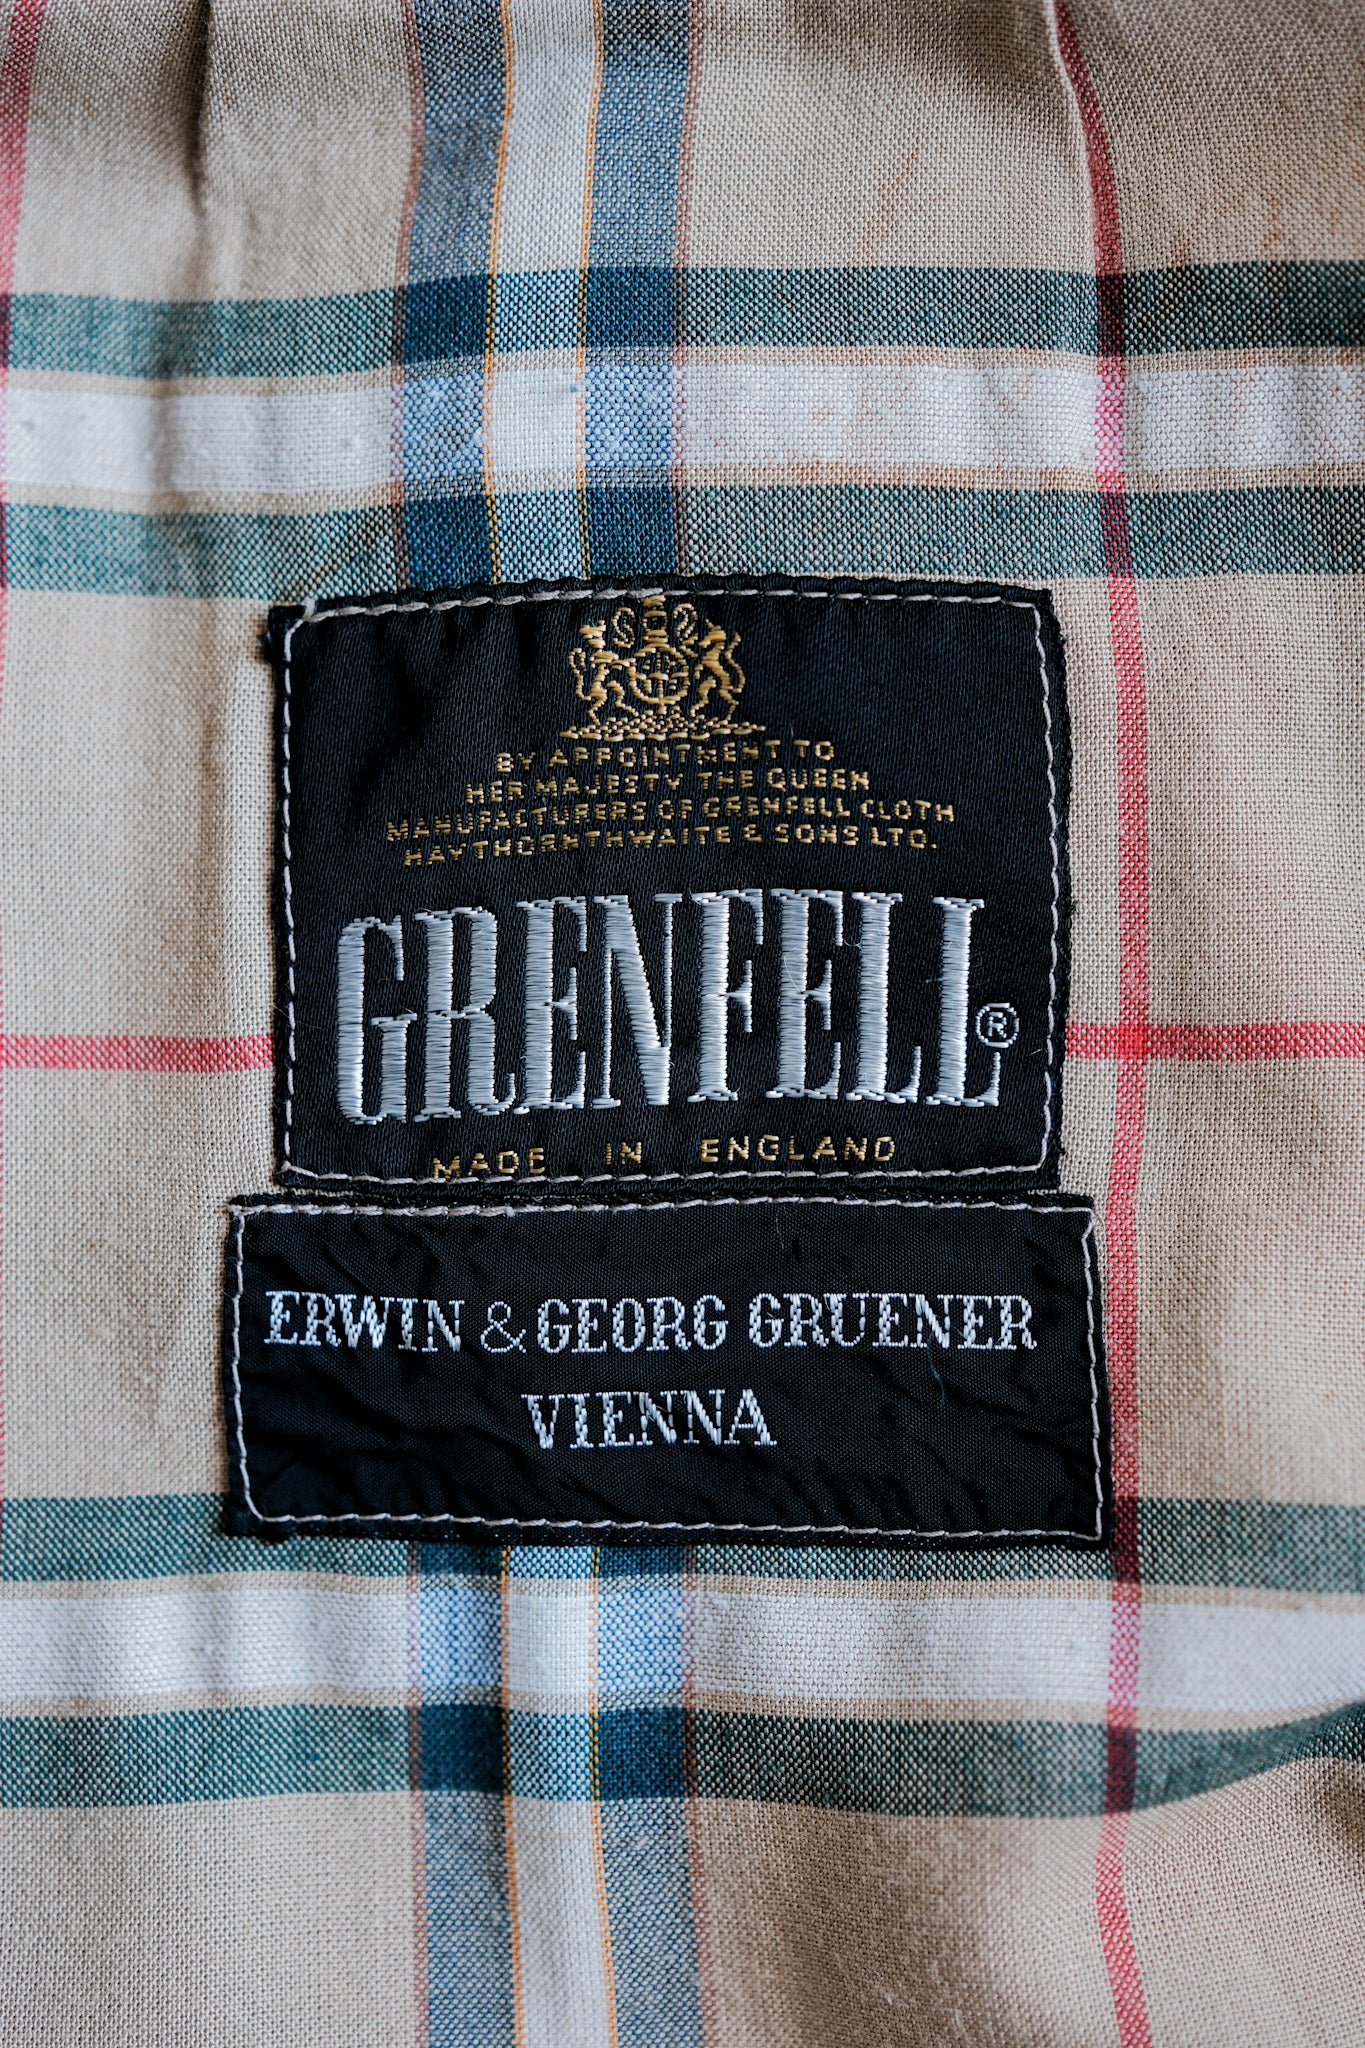 BY APPOINTMENT TO
HER MAJESTY THE QUEEN
MANUFACTURERS OF GRENFELL CLOTH
HAYTHORNTHWAITE & SONS LTD.
GRENFELL®
MADE IN ENGLAND
ERWIN & GEORG GRUENER
VIENNA